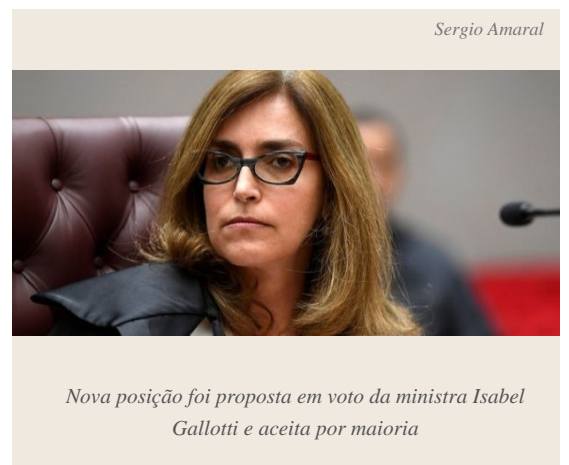 Sergio Amaral
Nova posição foi proposta em voto da ministra Isabel
Gallotti e aceita por maioria